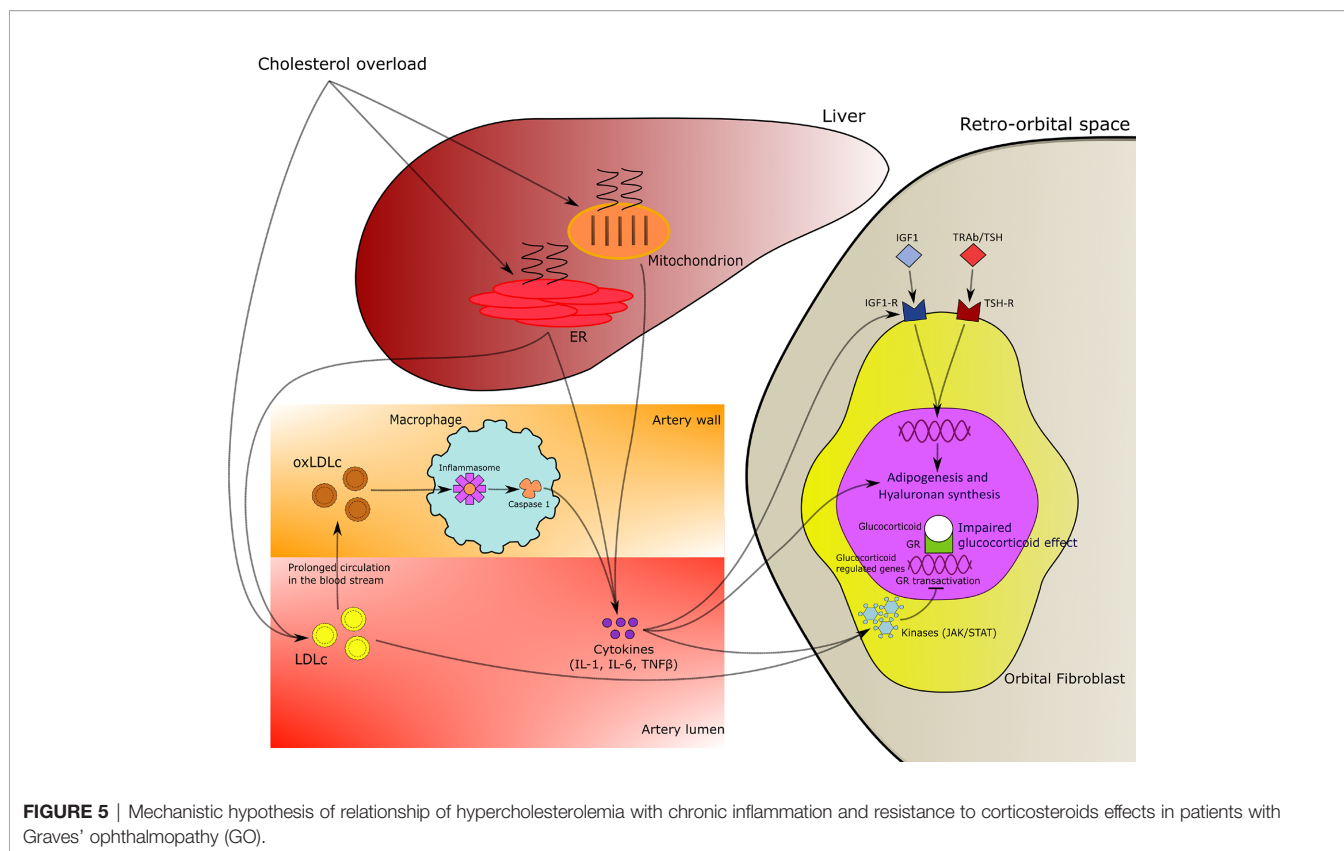 Cholesterol overload
Liver
Retro-orbital space
Mitochondrion
ER
IGF1
TRAb/TSH
IGF1-R
TSH-R
Macrophage
Artery wall
oxLDLc
Inflammasome
Caspase 1
Adipogenesis and
Hyaluronan synthesis
Glucocorticoid
GR
Impaired
glucocorticoid effect
Glucocorticoid
regulated genes
GR transactivation
Prolonged circulation
in the blood stream
LDLc
Cytokines
(IL-1, IL-6, TNFβ)
Kinases (JAK/STAT)
Orbital Fibroblast
Artery lumen
FIGURE 5 | Mechanistic hypothesis of relationship of hypercholesterolemia with chronic inflammation and resistance to corticosteroids effects in patients with
Graves’ ophthalmopathy (GO).